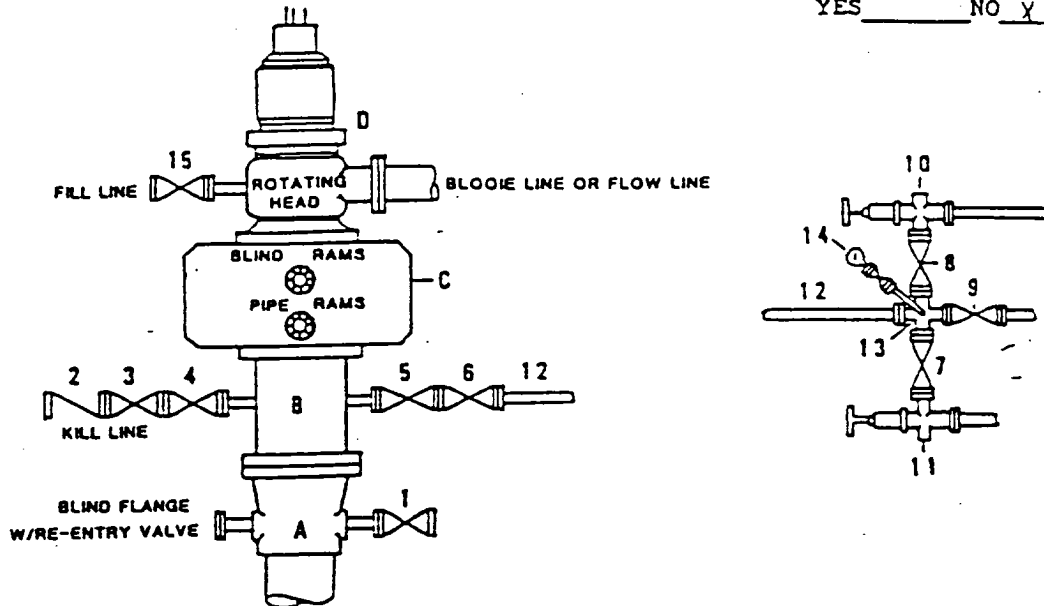 YES NO X
D
15
FILL LINE
ROTATING HEAD
BLOOIE LINE OR FLOW LINE
BLIND RAMS
C
PIPE RAMS
2 3 4
B
5 6 12
KILL LINE
BLIND FLANGE
W/RE-ENTRY VALVE
A
1
10
14
8
12
9
13
7
11